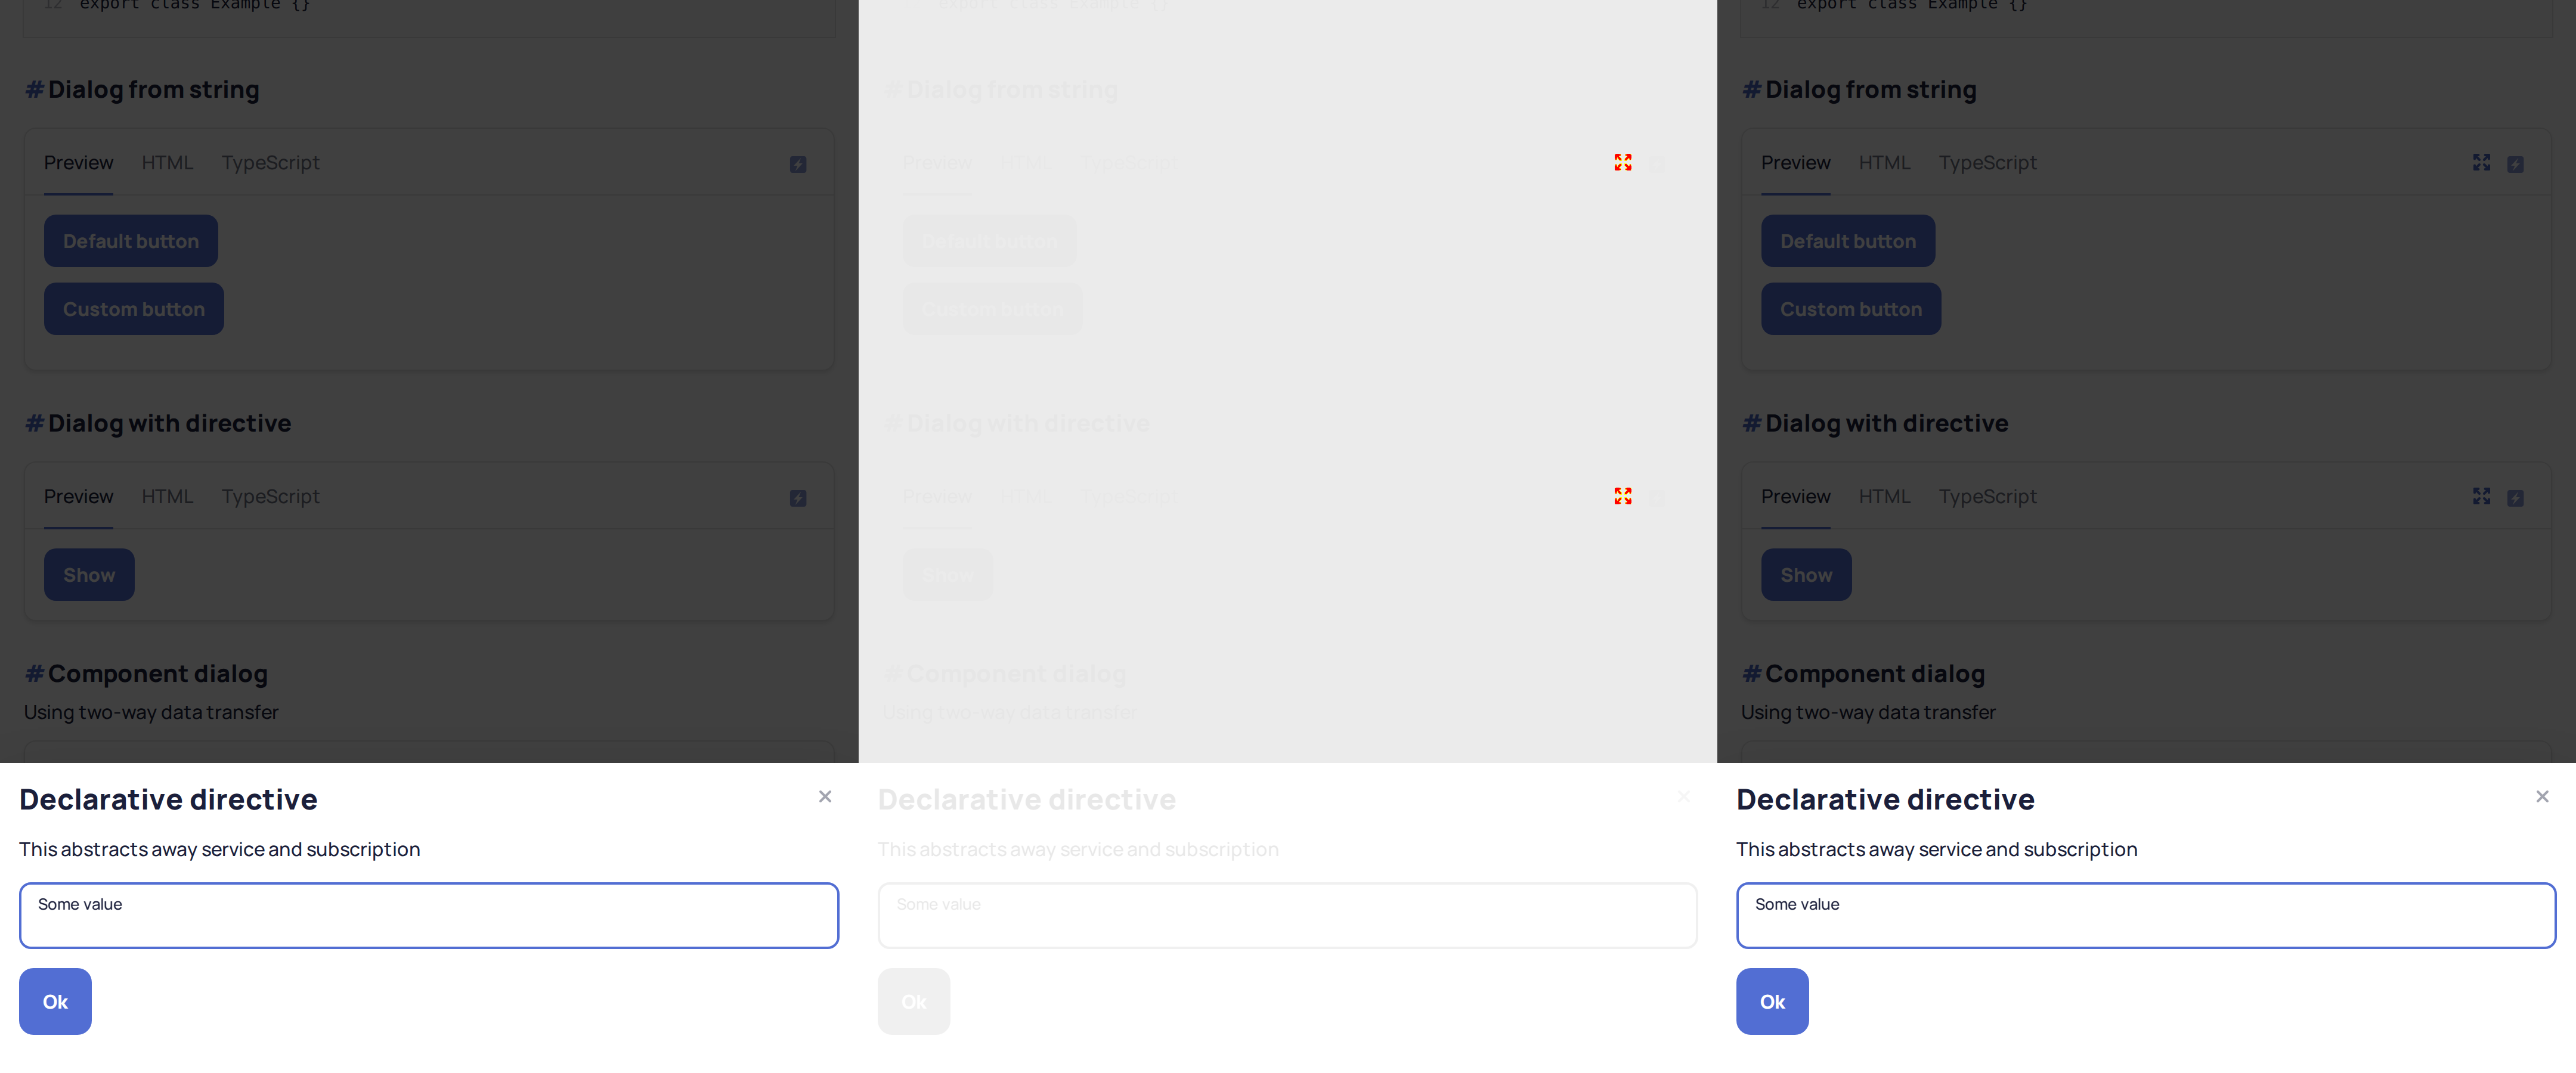 12 export class Example {}
# Dialog from string
Preview HTML TypeScript
Default button
Custom button
# Dialog with directive
Preview HTML TypeScript
Show
# Component dialog
Using two-way data transfer
Declarative directive
This abstracts away service and subscription
Some value
Ok
export class Example {}
# Dialog from string
Preview HTML TypeScript
Default button
Custom button
# Dialog with directive
Preview HTML TypeScript
Show
# Component dialog
Using two-way data transfer
Declarative directive
This abstracts away service and subscription
Some value
Ok
12 export class Example {}
# Dialog from string
Preview HTML TypeScript
Default button
Custom button
# Dialog with directive
Preview HTML TypeScript
Show
# Component dialog
Using two-way data transfer
Declarative directive
This abstracts away service and subscription
Some value
Ok